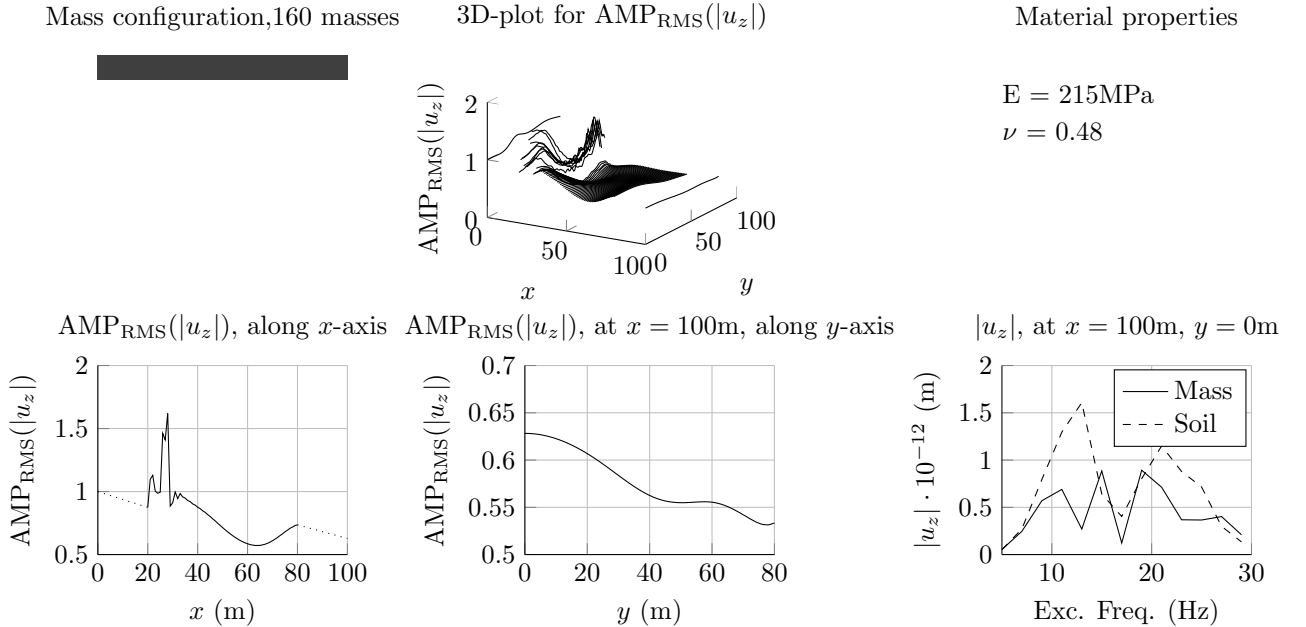 Mass configuration,160 masses
3D-plot for AMP_RMS(|u_z|)
Material properties
E = 215MPa
ν = 0.48
AMP_RMS(|u_z|)
2
1
0
0
50
100
x
0
50
100
y
AMP_RMS(|u_z|), along x-axis
AMP_RMS(|u_z|)
2
1.5
1
0.5
0 20 40 60 80 100
x (m)
AMP_RMS(|u_z|), at x = 100m, along y-axis
AMP_RMS(|u_z|)
0.7
0.65
0.6
0.55
0.5
0 20 40 60 80
y (m)
|u_z|, at x = 100m, y = 0m
|u_z| · 10^−12 (m)
2
1.5
1
0.5
0
10 20 30
Exc. Freq. (Hz)
Mass
Soil